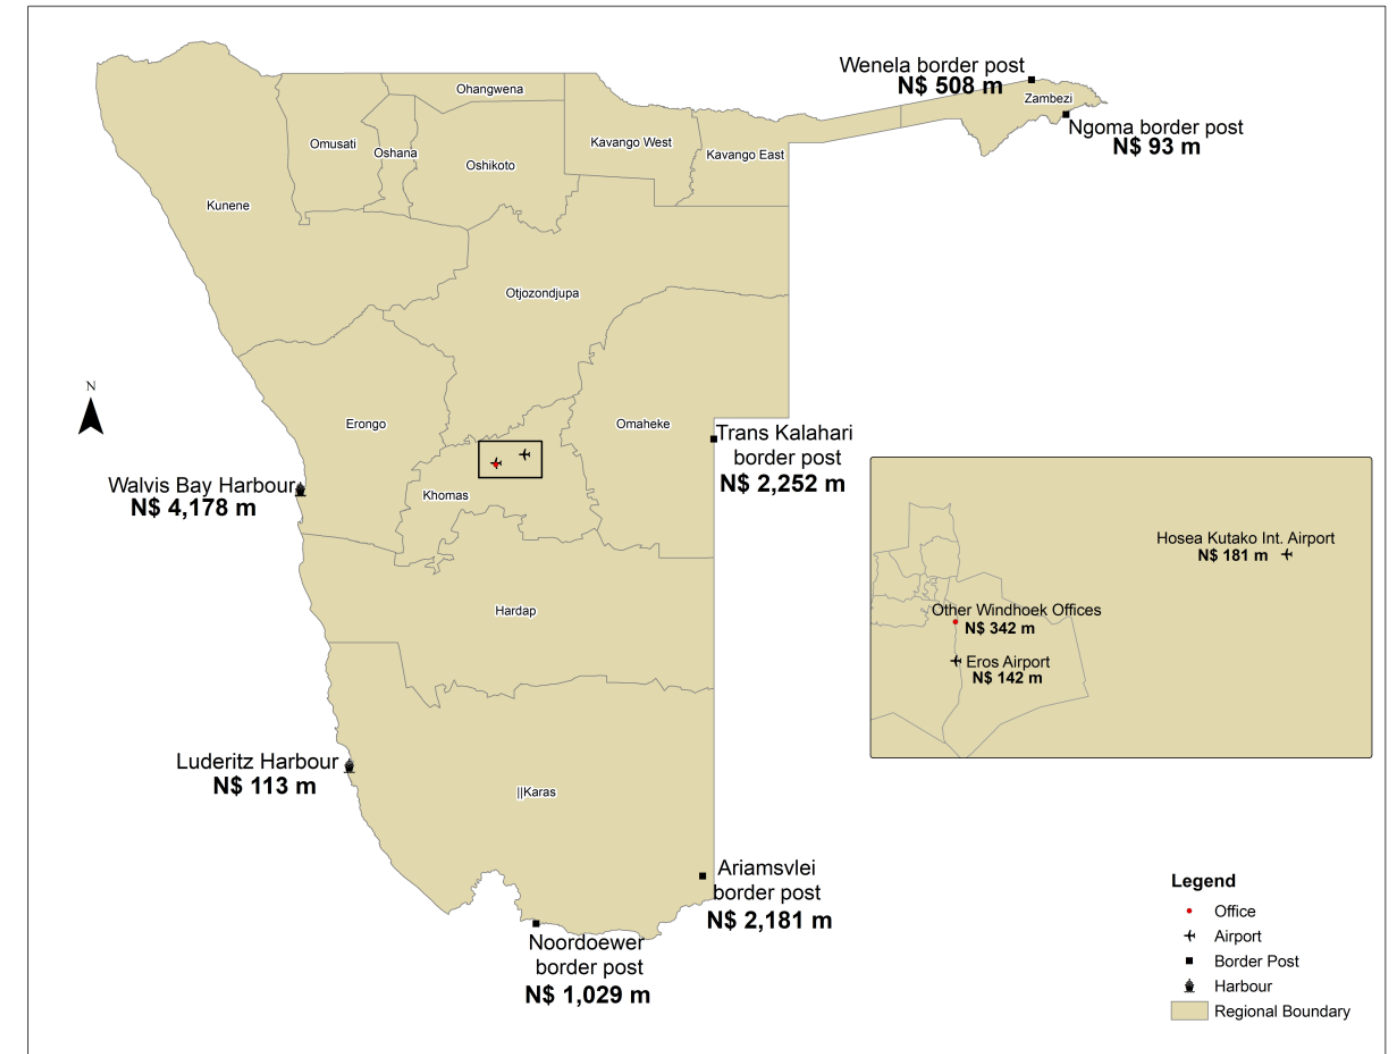 Wenela border post
N$ 508 m
Zambezi
Ngoma border post
N$ 93 m
Ohangwena
Omusati
Oshana
Oshikoto
Kavango West
Kavango East
Kunene
Otjozondjupa
N
Erongo
Omaheke
Trans Kalahari
border post
N$ 2,252 m
Walvis Bay Harbour
N$ 4,178 m
Khomas
Hosea Kutako Int. Airport
N$ 181 m
Other Windhoek Offices
N$ 342 m
Eros Airport
N$ 142 m
Hardap
Luderitz Harbour
N$ 113 m
||Karas
Ariamsvlei
border post
N$ 2,181 m
Noordoewer
border post
N$ 1,029 m
Legend
Office
Airport
Border Post
Harbour
Regional Boundary